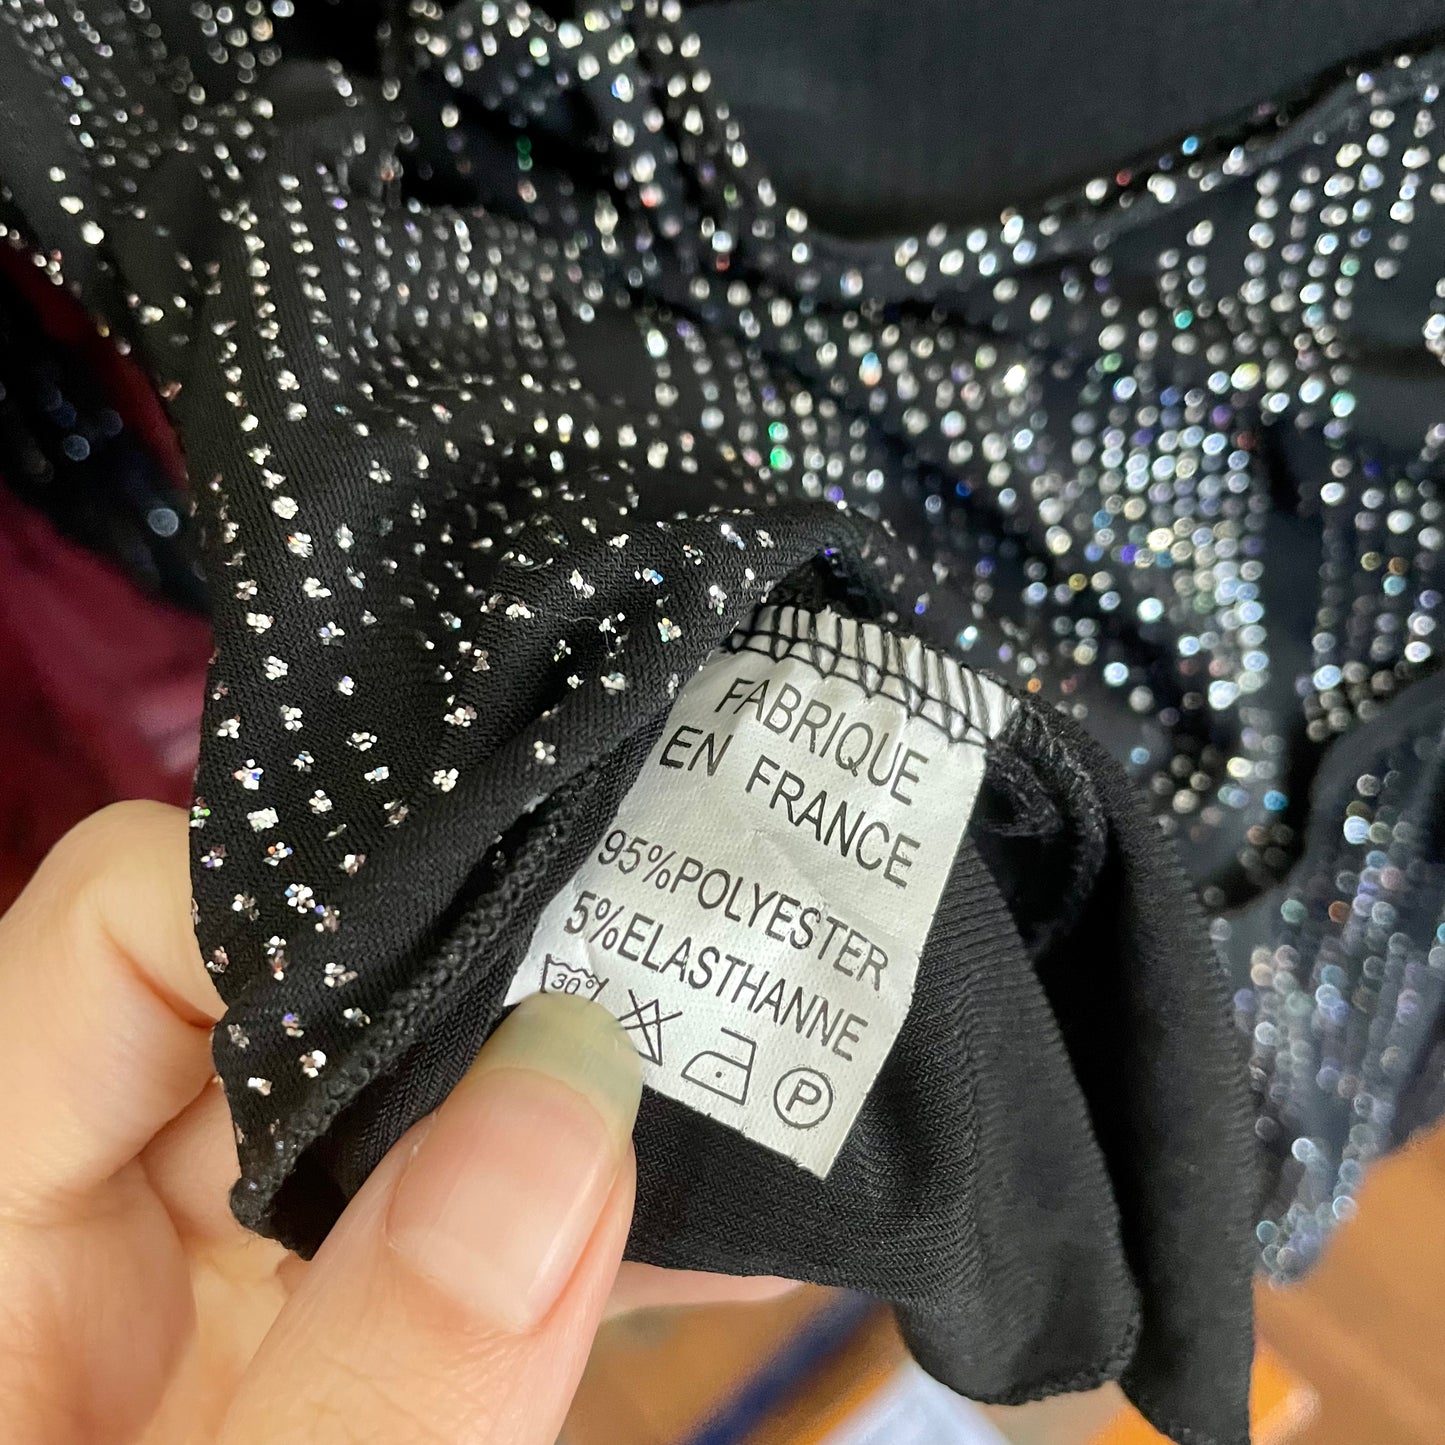 FABRIQUE
EN FRANCE
95%POLYESTER
5%ELASTHANNE
30°
P